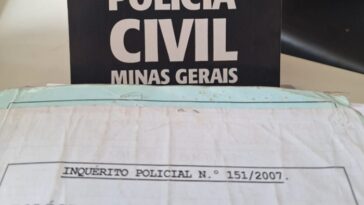 POLÍCIA
CIVIL
MINAS GERAIS
INQUÉRITO POLICIAL N.º 151/2007.